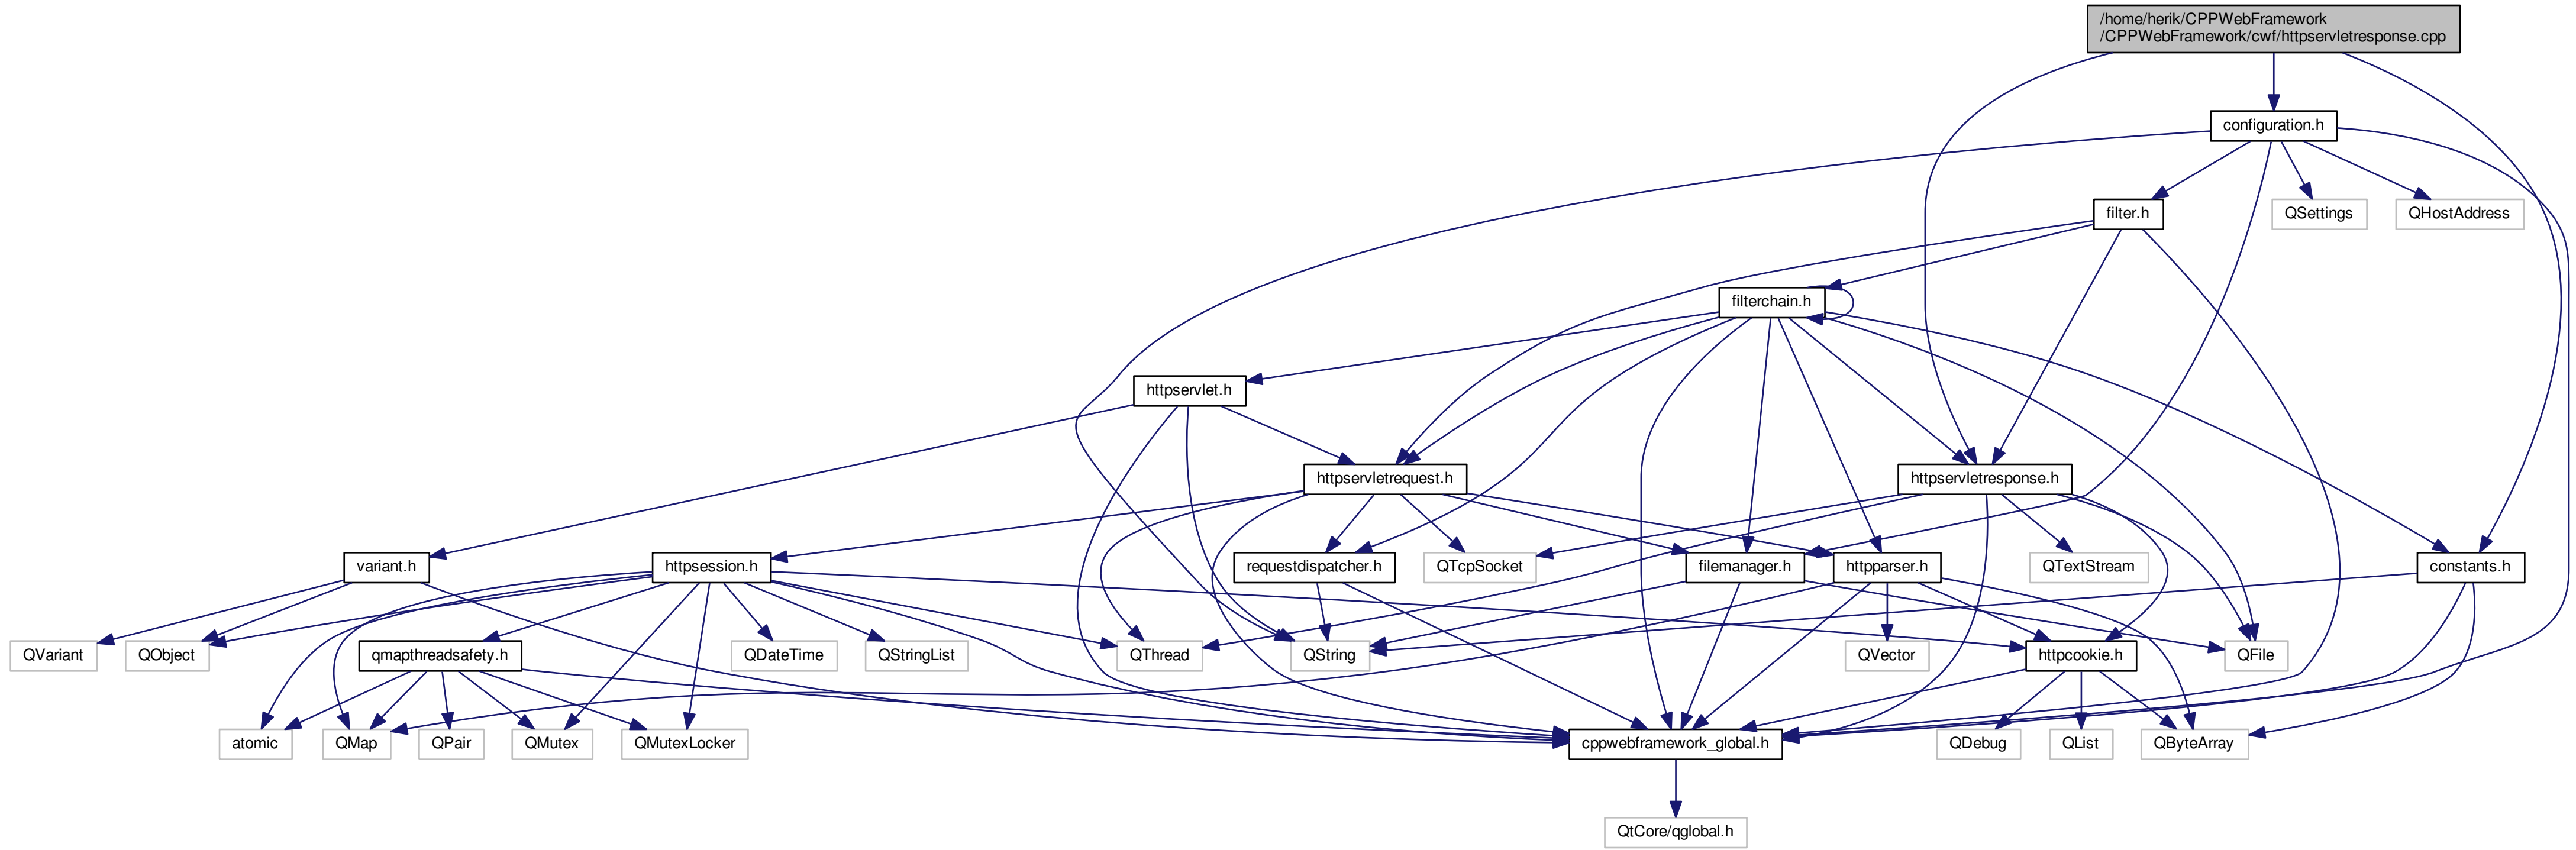 /home/herik/CPPWebFramework
/CPPWebFramework/cwf/httpservletresponse.cpp
configuration.h
filter.h
QSettings
QHostAddress
filterchain.h
httpservlet.h
httpservletrequest.h
httpservletresponse.h
variant.h
httpsession.h
requestdispatcher.h
QTcpSocket
filemanager.h
httpparser.h
QTextStream
constants.h
QVariant
QObject
qmapthreadsafety.h
QDateTime
QStringList
QThread
QString
QVector
httpcookie.h
QFile
atomic
QMap
QPair
QMutex
QMutexLocker
cppwebframework_global.h
QDebug
QList
QByteArray
QtCore/qglobal.h